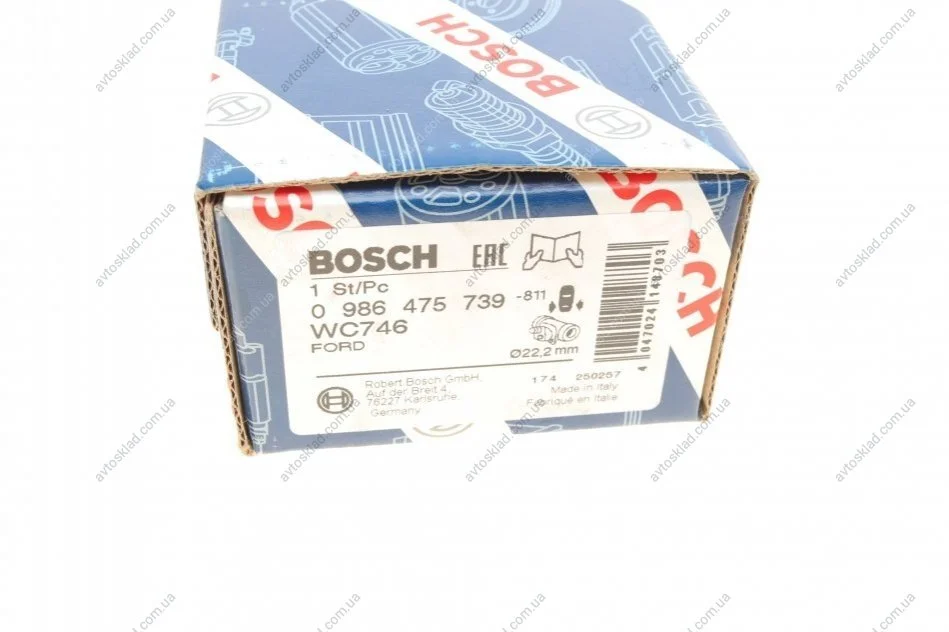 BOSCH
BOSCH
BOSCH EAC
1 St/Pc
0 986 475 739 -811
WC746
FORD
Ø22,2 mm
4 047024 148703
174 250257
Made in Italy
Fabriqué en Italie
Robert Bosch GmbH,
Auf der Breit 4,
76227 Karlsruhe,
Germany
avtosklad.com.ua